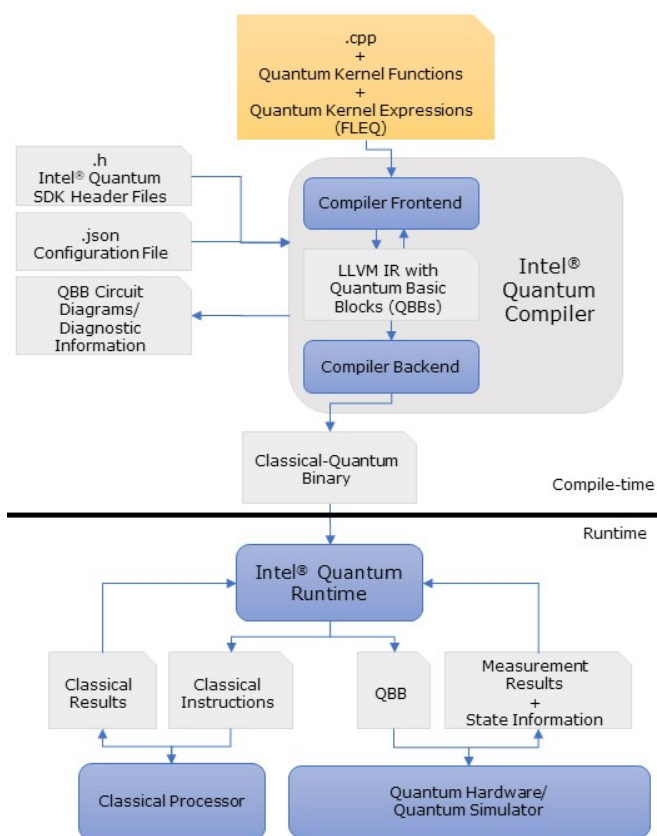 .cpp
+
Quantum Kernel Functions
+
Quantum Kernel Expressions
(FLEQ)
.h
Intel® Quantum
SDK Header Files
.json
Configuration File
QBB Circuit
Diagrams/
Diagnostic
Information
Compiler Frontend
LLVM IR with
Quantum Basic
Blocks (QBBs)
Compiler Backend
Intel®
Quantum
Compiler
Classical-Quantum
Binary
Compile-time
Runtime
Intel® Quantum
Runtime
Classical
Results
Classical
Instructions
QBB
Measurement
Results
+
State Information
Classical Processor
Quantum Hardware/
Quantum Simulator